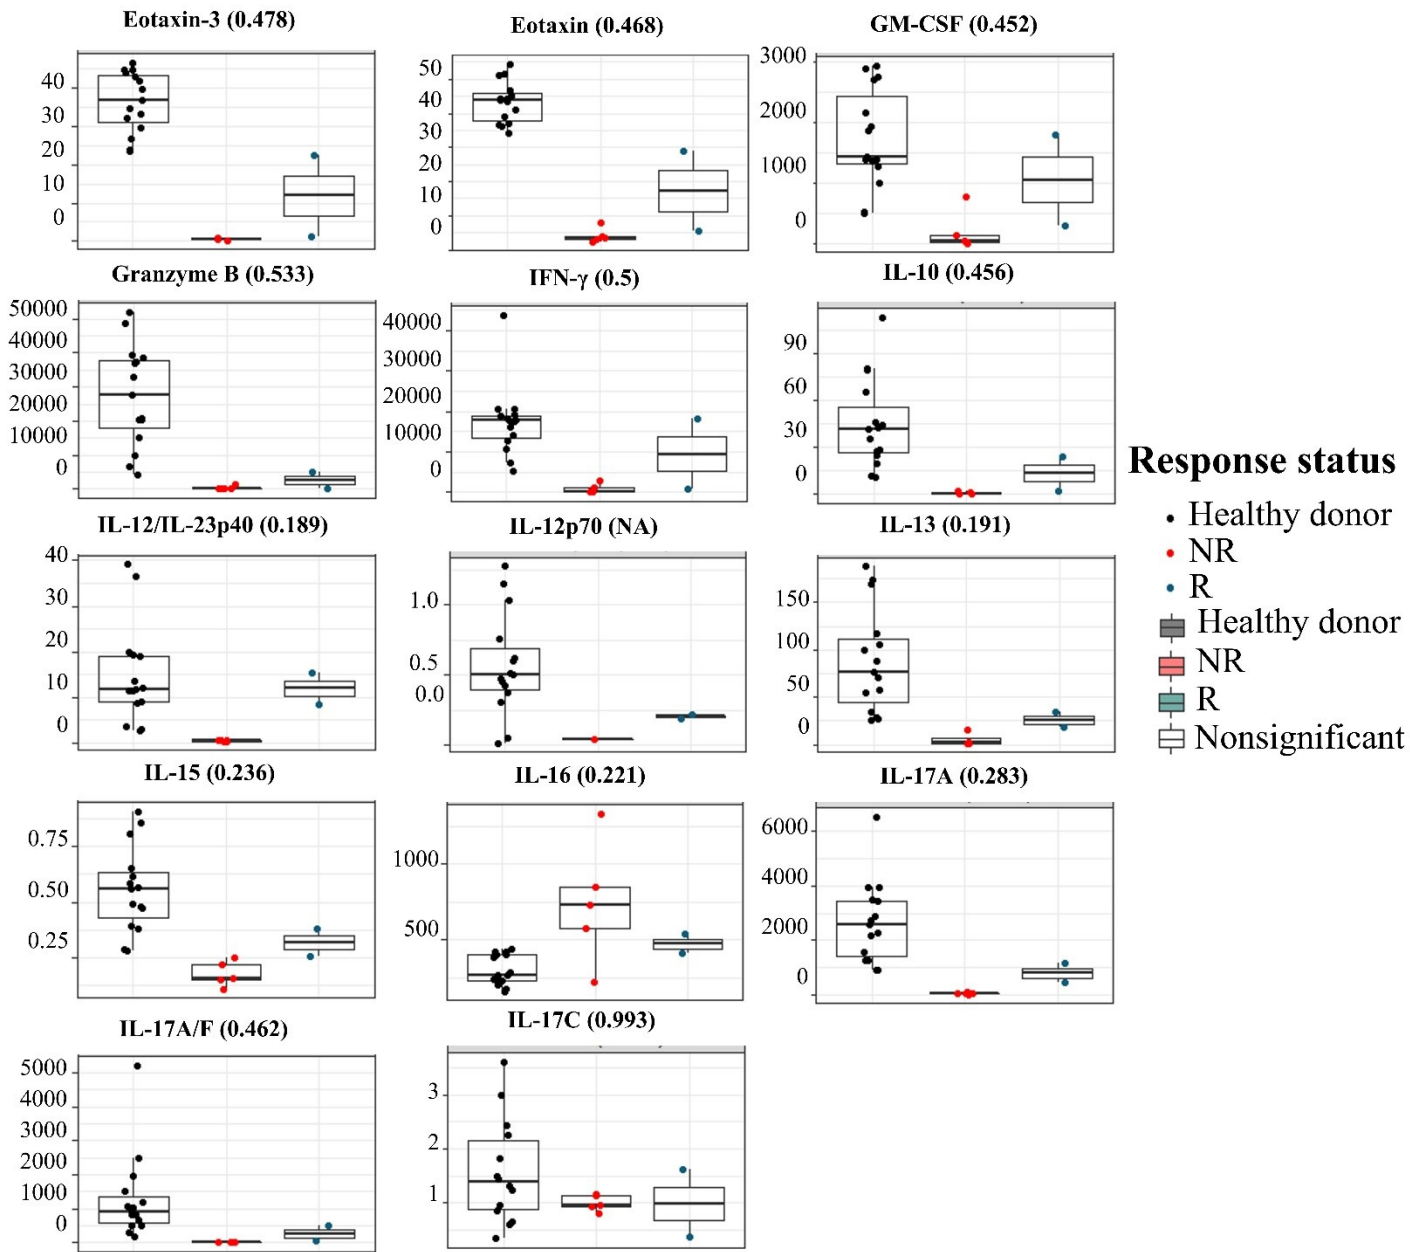 Eotaxin-3 (0.478)
40
30
20
10
0
Eotaxin (0.468)
50
40
30
20
10
0
GM-CSF (0.452)
3000
2000
1000
0
Granzyme B (0.533)
50000
40000
30000
20000
10000
0
IFN-γ (0.5)
40000
30000
20000
10000
0
IL-10 (0.456)
90
60
30
0
IL-12/IL-23p40 (0.189)
40
30
20
10
0
IL-12p70 (NA)
1.0
0.5
0.0
IL-13 (0.191)
150
100
50
0
IL-15 (0.236)
0.75
0.50
0.25
IL-16 (0.221)
1000
500
IL-17A (0.283)
6000
4000
2000
0
IL-17A/F (0.462)
5000
4000
3000
2000
1000
0
IL-17C (0.993)
3
2
1
Response status
Healthy donor
NR
R
Healthy donor
NR
R
Nonsignificant